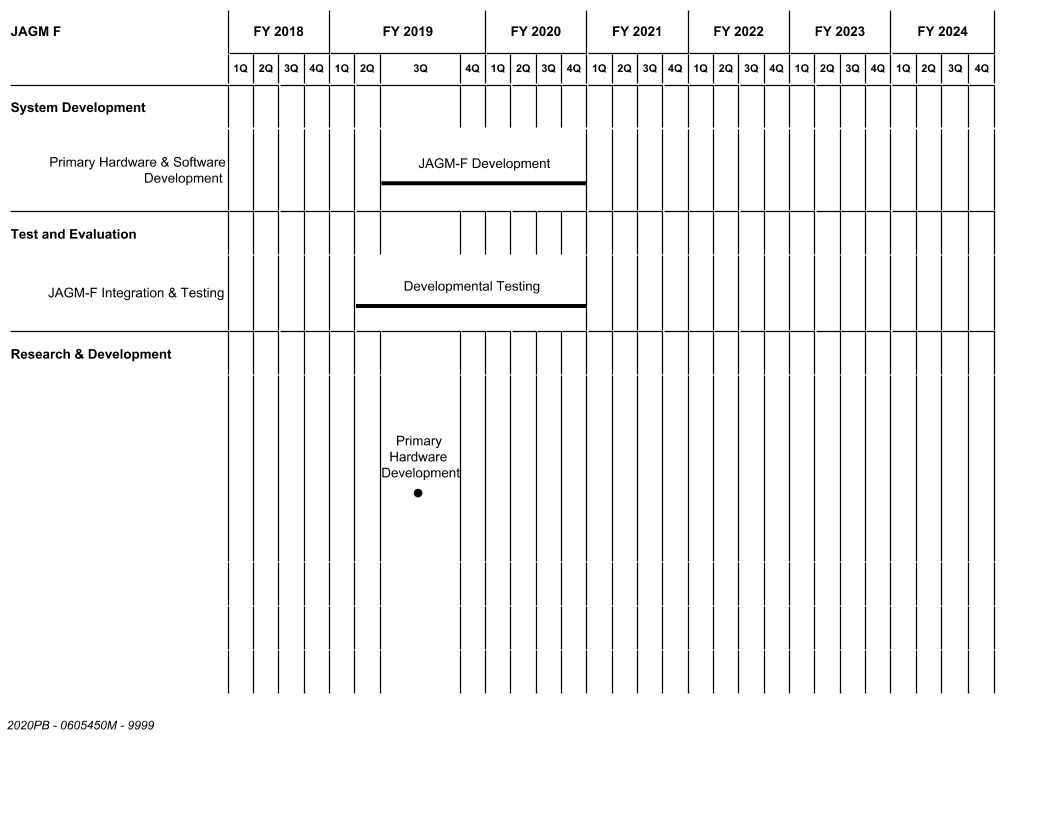 JAGM F FY 2018 FY 2019 FY 2020 FY 2021 FY 2022 FY 2023 FY 2024
1Q 2Q 3Q 4Q 1Q 2Q 3Q 4Q 1Q 2Q 3Q 4Q 1Q 2Q 3Q 4Q 1Q 2Q 3Q 4Q 1Q 2Q 3Q 4Q 1Q 2Q 3Q 4Q
System Development
Primary Hardware & Software
Development
JAGM-F Development
Test and Evaluation
JAGM-F Integration & Testing
Developmental Testing
Research & Development
Primary
Hardware
Development
2020PB - 0605450M - 9999